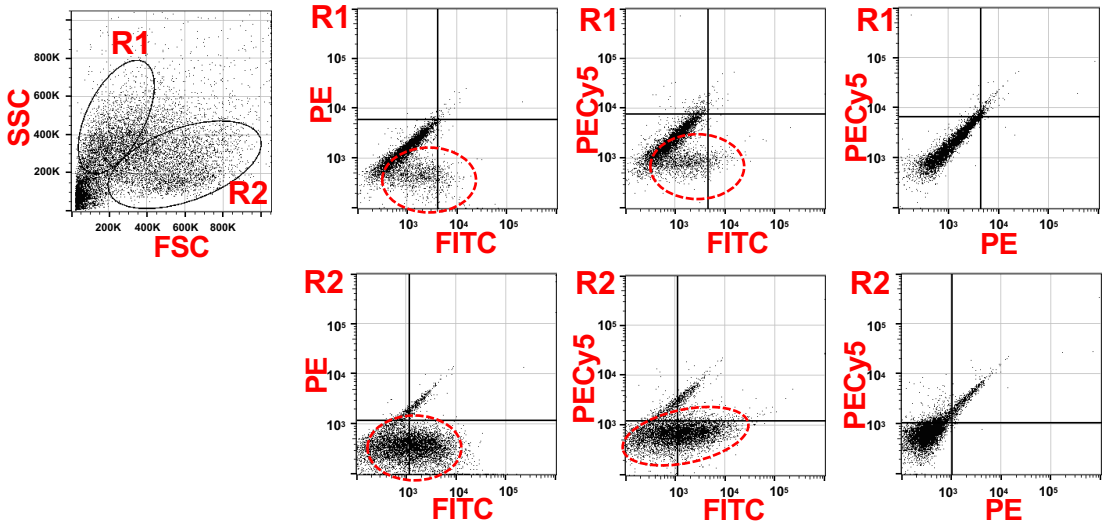 R1
R2
SSC
800K
600K
400K
200K
200K 400K 600K 800K
FSC
R1
PE
10⁵
10⁴
10³
10³ 10⁴ 10⁵
FITC
R1
PECy5
10⁵
10⁴
10³
10³ 10⁴ 10⁵
FITC
R1
PECy5
10⁵
10⁴
10³
10³ 10⁴ 10⁵
PE
R2
PE
10⁵
10⁴
10³
10³ 10⁴ 10⁵
FITC
R2
PECy5
10⁵
10⁴
10³
10³ 10⁴ 10⁵
FITC
R2
PECy5
10⁵
10⁴
10³
10³ 10⁴ 10⁵
PE